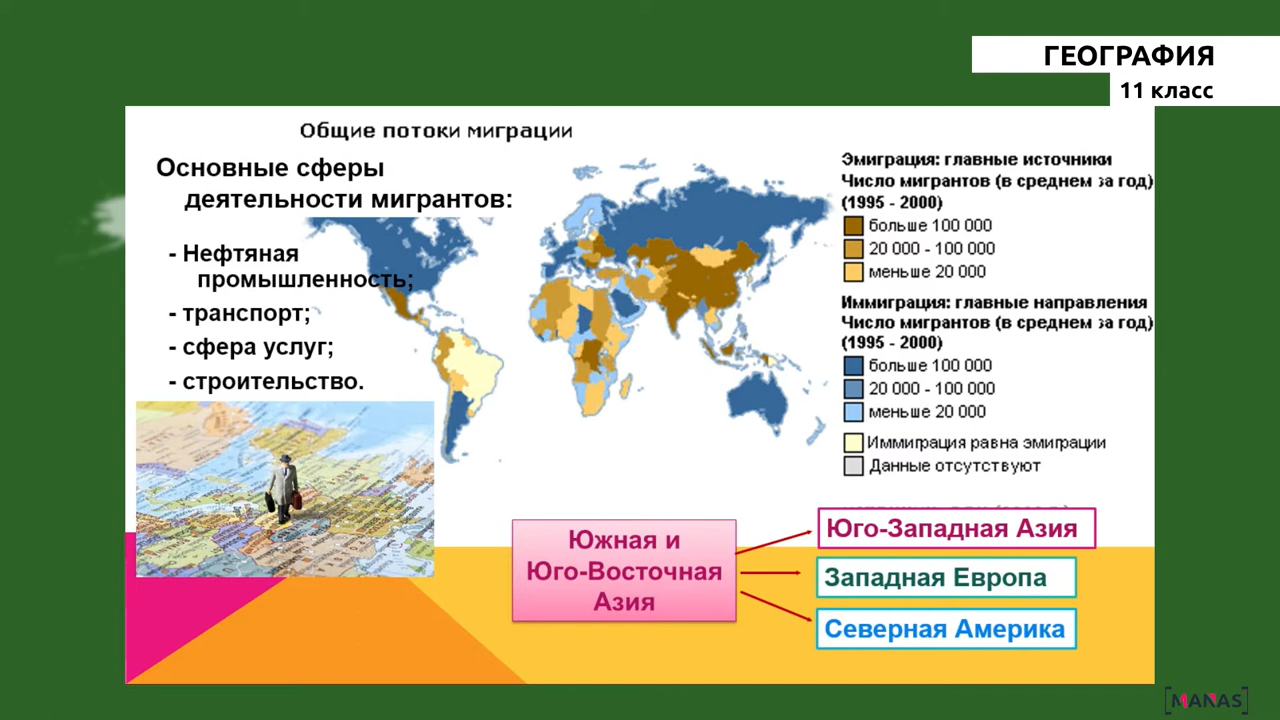 ГЕОГРАФИЯ
11 класс
Общие потоки миграции
Основные сферы
деятельности мигрантов:
- Нефтяная
промышленность;
- транспорт;
- сфера услуг;
- строительство.
Эмиграция: главные источники
Число мигрантов (в среднем за год)
(1995 - 2000)
больше 100 000
20 000 - 100 000
меньше 20 000
Иммиграция: главные направления
Число мигрантов (в среднем за год)
(1995 - 2000)
больше 100 000
20 000 - 100 000
меньше 20 000
Иммиграция равна эмиграции
Данные отсутствуют
Южная и
Юго-Восточная
Азия
Юго-Западная Азия
Западная Европа
Северная Америка
[MANAS]